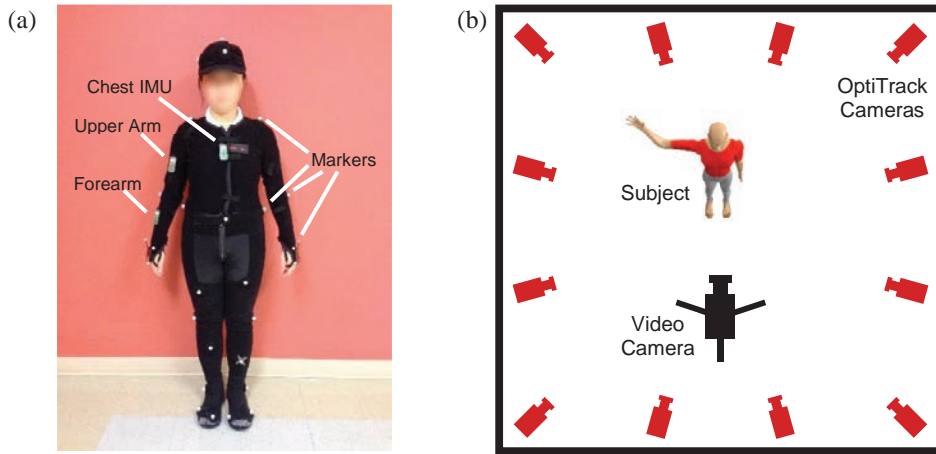 (a)
Chest IMU
Upper Arm
Forearm
Markers
(b)
OptiTrack
Cameras
Subject
Video
Camera